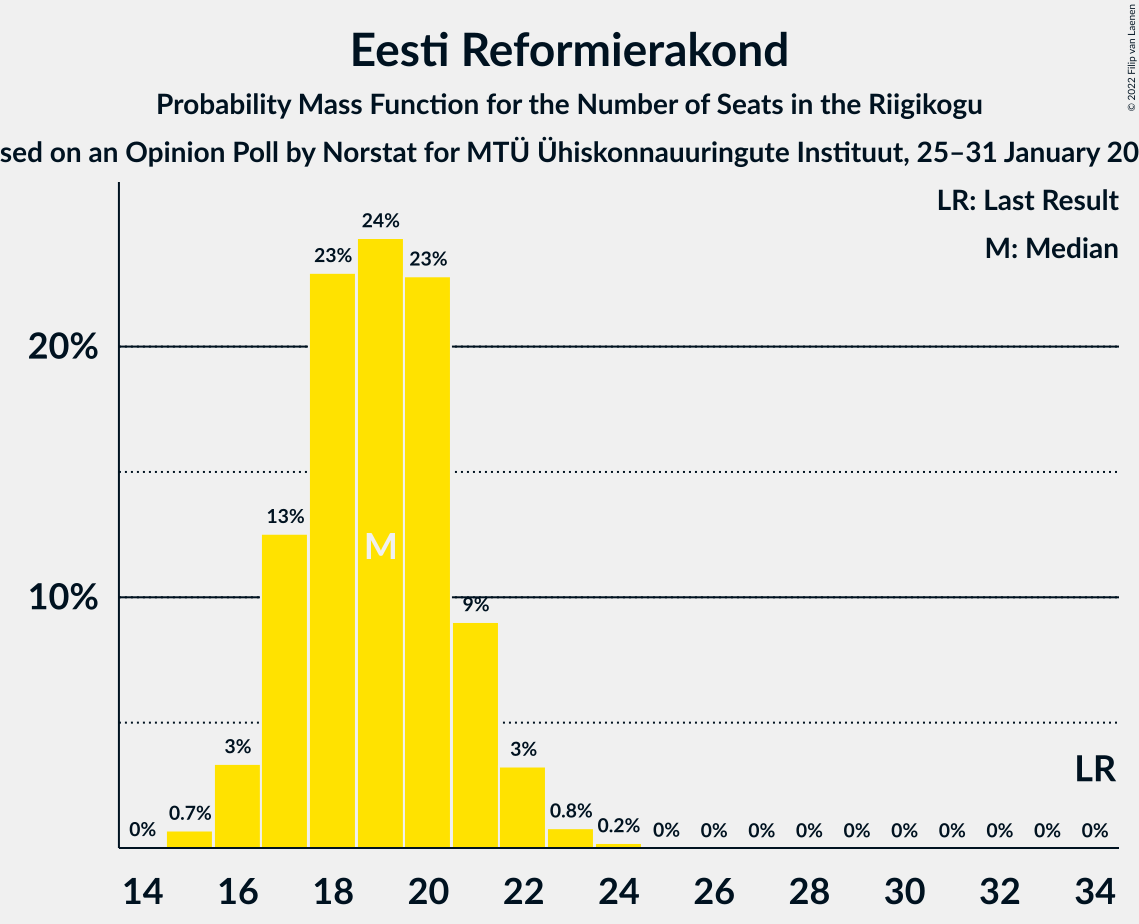 Eesti Reformierakond
Probability Mass Function for the Number of Seats in the Riigikogu
sed on an Opinion Poll by Norstat for MTÜ Ühiskonnauuringute Instituut, 25–31 January 20
© 2022 Filip van Laenen
LR: Last Result
M: Median
20%
10%
0%
0.7%
3%
13%
23%
24%
23%
9%
3%
0.8%
0.2%
0%
0%
0%
0%
0%
0%
0%
0%
0%
0%
M
LR
14 16 18 20 22 24 26 28 30 32 34